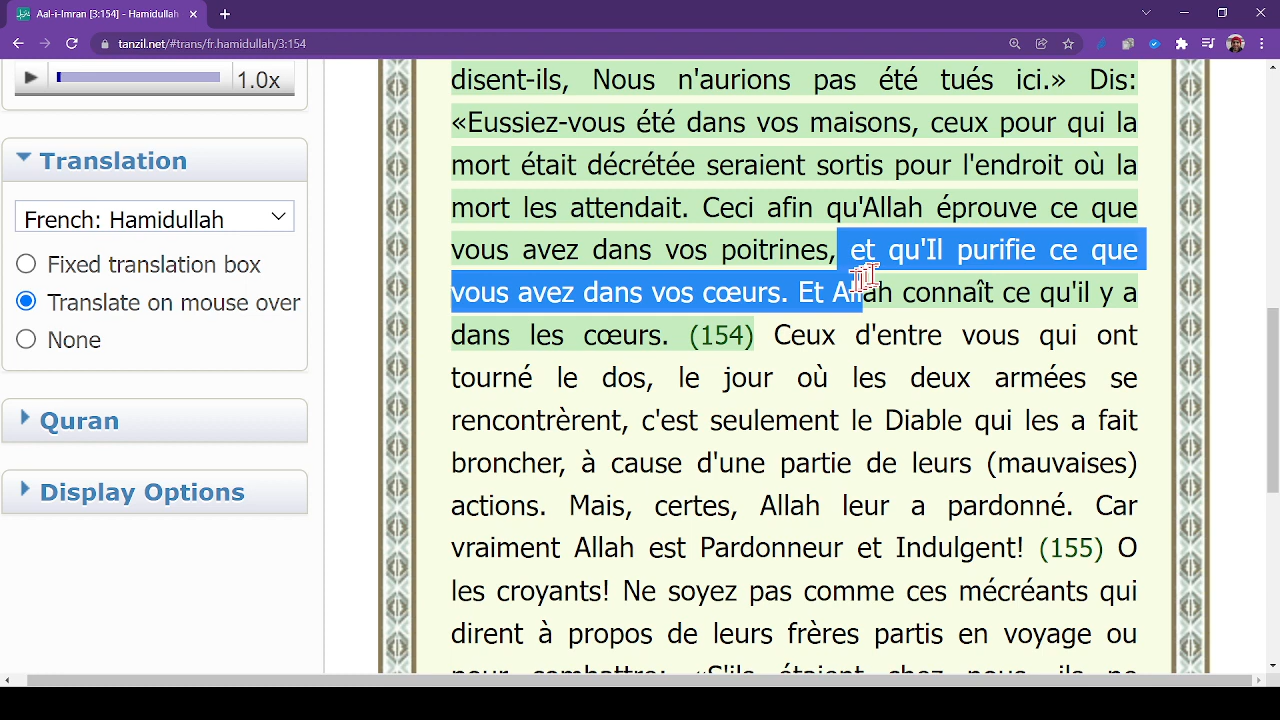 Aal-i-Imran [3:154] - Hamidullah
tanzil.net/#trans/fr.hamidullah/3:154
1.0x
Translation
French: Hamidullah
Fixed translation box
Translate on mouse over
None
Quran
Display Options
disent-ils, Nous n'aurions pas été tués ici.» Dis:
«Eussiez-vous été dans vos maisons, ceux pour qui la
mort était décrétée seraient sortis pour l'endroit où la
mort les attendait. Ceci afin qu'Allah éprouve ce que
vous avez dans vos poitrines, et qu'Il purifie ce que
vous avez dans vos cœurs. Et Allah connaît ce qu'il y a
dans les cœurs. (154) Ceux d'entre vous qui ont
tourné le dos, le jour où les deux armées se
rencontrèrent, c'est seulement le Diable qui les a fait
broncher, à cause d'une partie de leurs (mauvaises)
actions. Mais, certes, Allah leur a pardonné. Car
vraiment Allah est Pardonneur et Indulgent! (155) O
les croyants! Ne soyez pas comme ces mécréants qui
dirent à propos de leurs frères partis en voyage ou
pour combattre: «S'ils étaient chez nous, ils ne